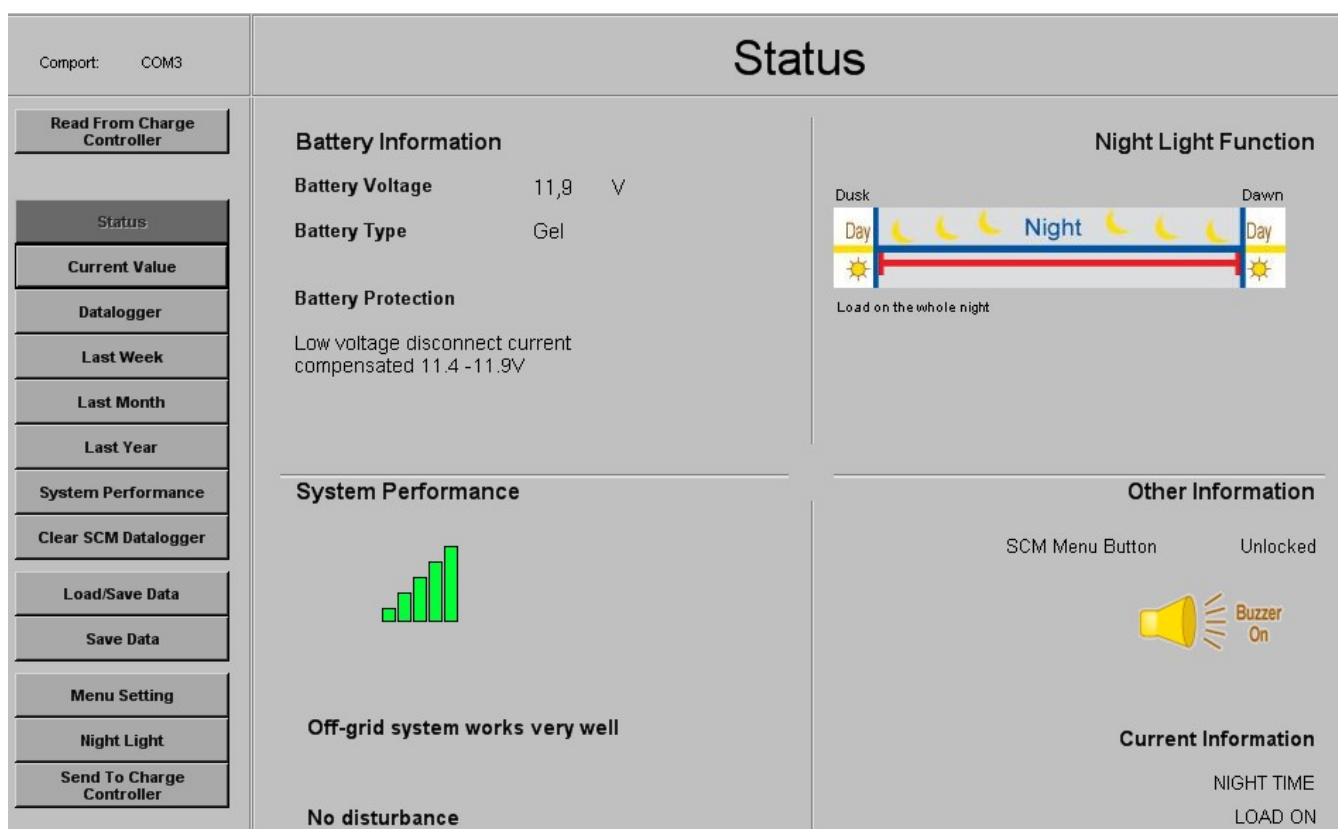 Comport: COM3
Status
Read From Charge
Controller
Status
Current Value
Datalogger
Last Week
Last Month
Last Year
System Performance
Clear SCM Datalogger
Load/Save Data
Save Data
Menu Setting
Night Light
Send To Charge
Controller
Battery Information
Battery Voltage 11,9 V
Battery Type Gel
Battery Protection
Low voltage disconnect current
compensated 11.4 -11.9V
Night Light Function
Dusk Dawn
Day Night Day
Load on the whole night
System Performance
Off-grid system works very well
No disturbance
Other Information
SCM Menu Button Unlocked
Buzzer
On
Current Information
NIGHT TIME
LOAD ON